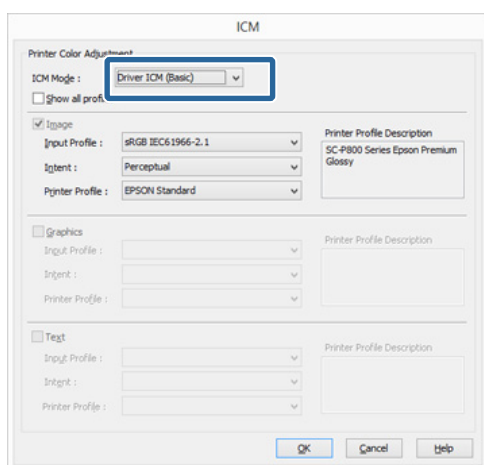 ICM
Printer Color Adjustment
ICM Mode :
Driver ICM (Basic)
Show all
Image
Input Profile :
sRGB IEC61966-2.1
Intent :
Perceptual
Printer Profile :
EPSON Standard
Printer Profile Description
SC-P800 Series Epson Premium
Glossy
Graphics
Input Profile :
Intent :
Printer Profile :
Printer Profile Description
Text
Input Profile :
Intent :
Printer Profile :
Printer Profile Description
OK
Cancel
Help